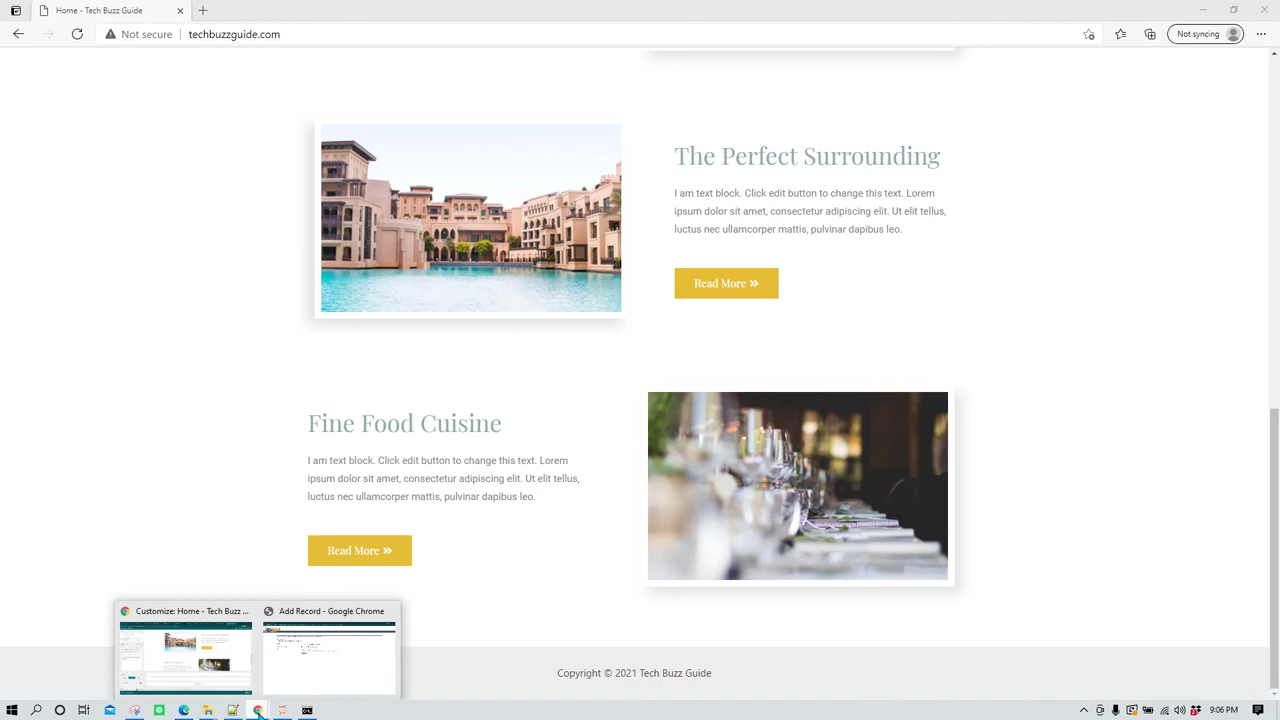 Home - Tech Buzz Guide
Not secure
techbuzzguide.com
Not syncing
The Perfect Surrounding
I am text block. Click edit button to change this text. Lorem
ipsum dolor sit amet, consectetur adipiscing elit. Ut elit tellus,
luctus nec ullamcorper mattis, pulvinar dapibus leo.
Read More
Fine Food Cuisine
I am text block. Click edit button to change this text. Lorem
ipsum dolor sit amet, consectetur adipiscing elit. Ut elit tellus,
luctus nec ullamcorper mattis, pulvinar dapibus leo.
Read More
Customize: Home - Tech Buzz ...
Add Record - Google Chrome
Copyright © 2021 Tech Buzz Guide
9:06 PM